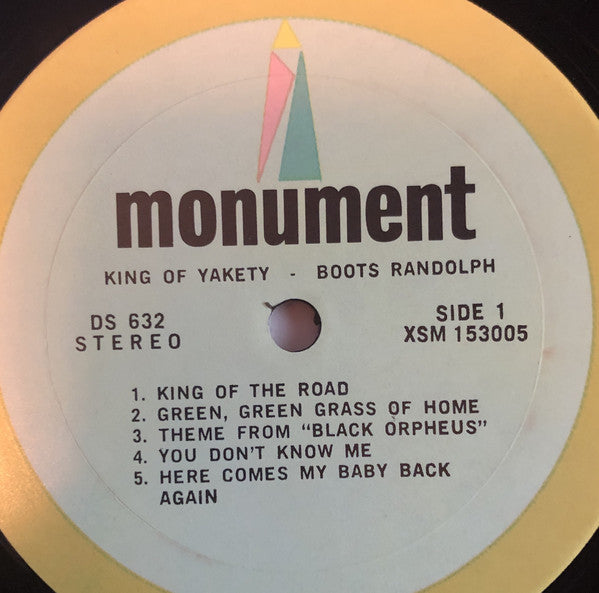 monument
KING OF YAKETY - BOOTS RANDOLPH
DS 632
STEREO
SIDE 1
XSM 153005
1. KING OF THE ROAD
2. GREEN, GREEN GRASS OF HOME
3. THEME FROM "BLACK ORPHEUS"
4. YOU DON'T KNOW ME
5. HERE COMES MY BABY BACK
AGAIN